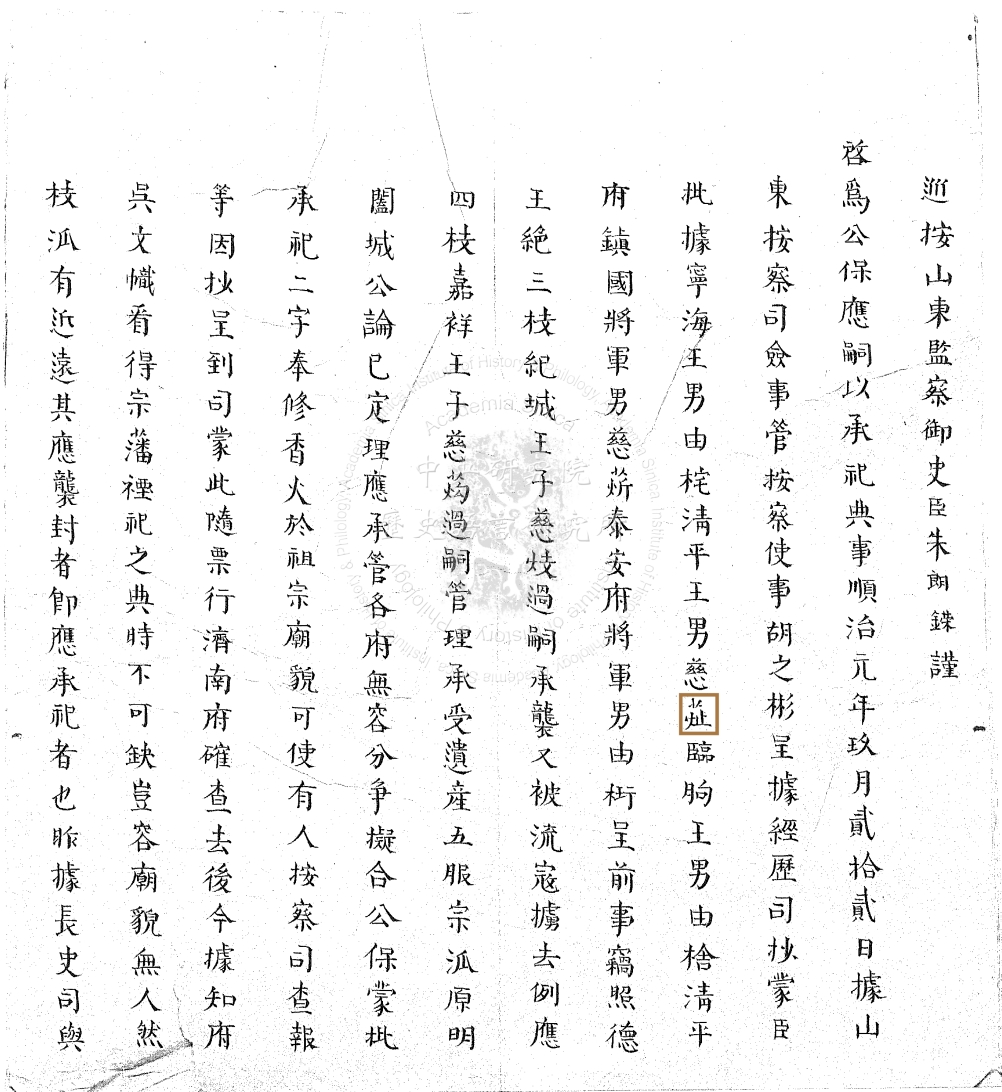 巡按山東監察御史臣朱朗鑅謹
啓爲公保應嗣以承祀典事順治元年玖月貳拾貳日據山
東按察司僉事管按察使事胡之彬呈據經歷司抄蒙臣
批據寧海王男由清平王男慈臨朐王男由清平
府鎮國將軍男慈泰安府將軍男由桁呈前事竊照德
王絕三枝紀城王子慈過嗣承襲又被流寇擄去例應
四枝嘉祥王子慈過嗣管理承受遺産五服宗派原明
闔城公論已定理應承管各府無容分爭擬合公保蒙批
承祀二字奉修香火於祖宗廟貌可使有人按察司查報
等因抄呈到司蒙此隨票行濟南府確查去後今據知府
吳文幟看得宗藩禋祀之典時不可缺豈容廟貌無人然
枝派有近遠其應襲封者卽應承祀者也昨據長史司與